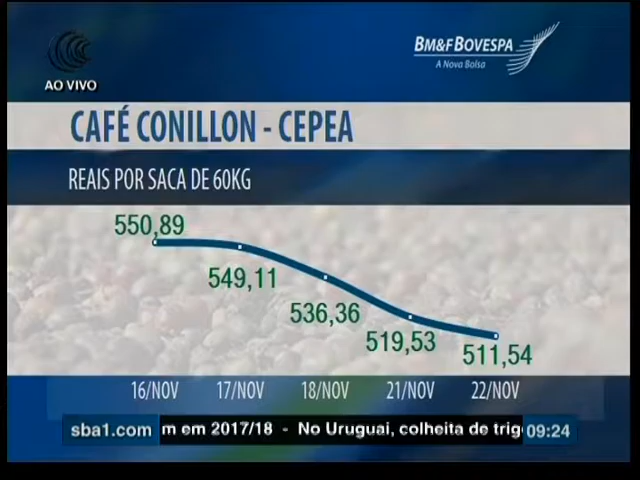 AO VIVO
BM&FBOVESPA
A Nova Bolsa
CAFÉ CONILLON - CEPEA
REAIS POR SACA DE 60KG
550,89
549,11
536,36
519,53
511,54
16/NOV 17/NOV 18/NOV 21/NOV 22/NOV
sba1.com m em 2017/18 - No Uruguai, colheita de trig 09:24